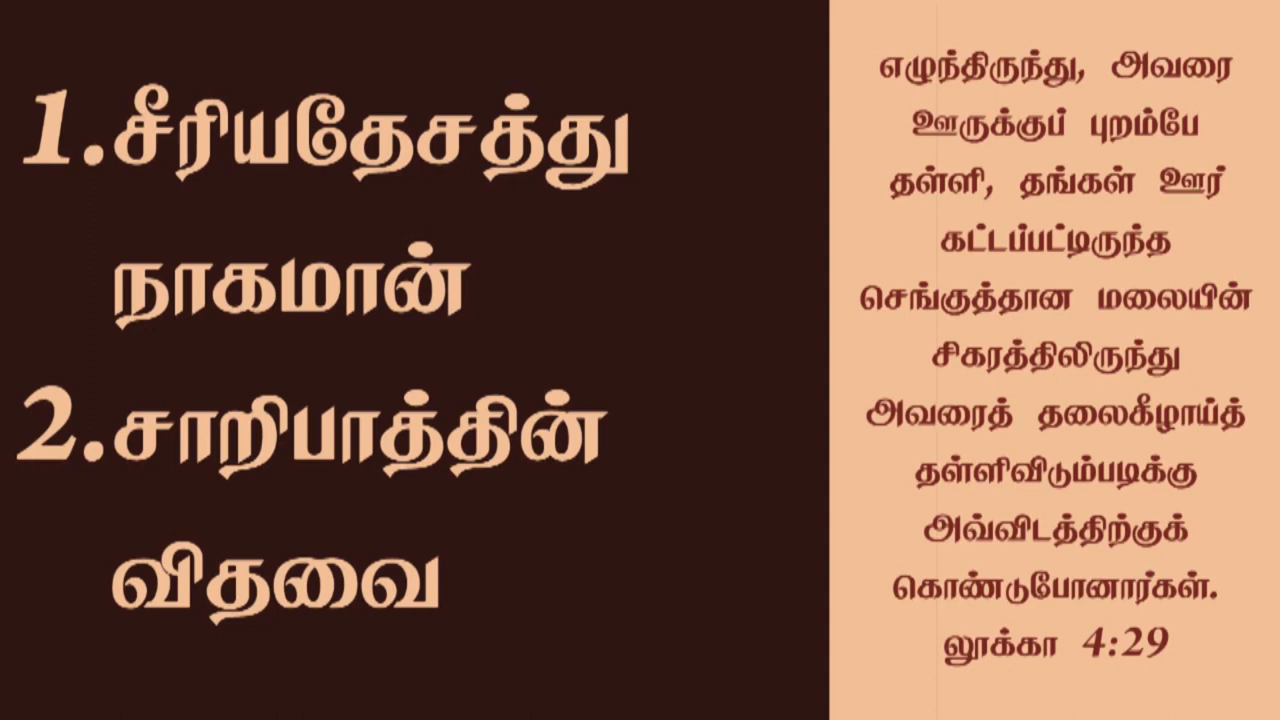 1.சீரியதேசத்து
நாகமான்
2.சாறிபாத்தின்
விதவை
எழுந்திருந்து, அவரை
ஊருக்குப் புறம்பே
தள்ளி, தங்கள் ஊர்
கட்டப்பட்டிருந்த
செங்குத்தான மலையின்
சிகரத்திலிருந்து
அவரைத் தலைகீழாய்த்
தள்ளிவிடும்படிக்கு
அவ்விடத்திற்குக்
கொண்டுபோனார்கள்.
லூக்கா 4:29